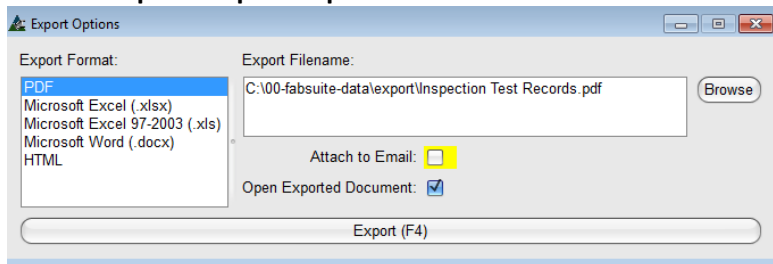 Export Options
Export Format:
Export Filename:
PDF
Microsoft Excel (.xlsx)
Microsoft Excel 97-2003 (.xls)
Microsoft Word (.docx)
HTML
C:\00-fabsuite-data\export\Inspection Test Records.pdf
Browse
Attach to Email:
Open Exported Document:
Export (F4)